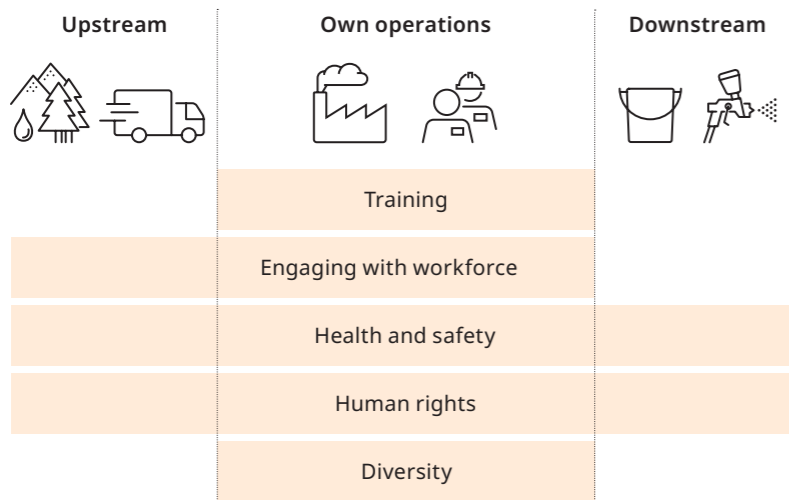 Upstream
Own operations
Downstream
Training
Engaging with workforce
Health and safety
Human rights
Diversity